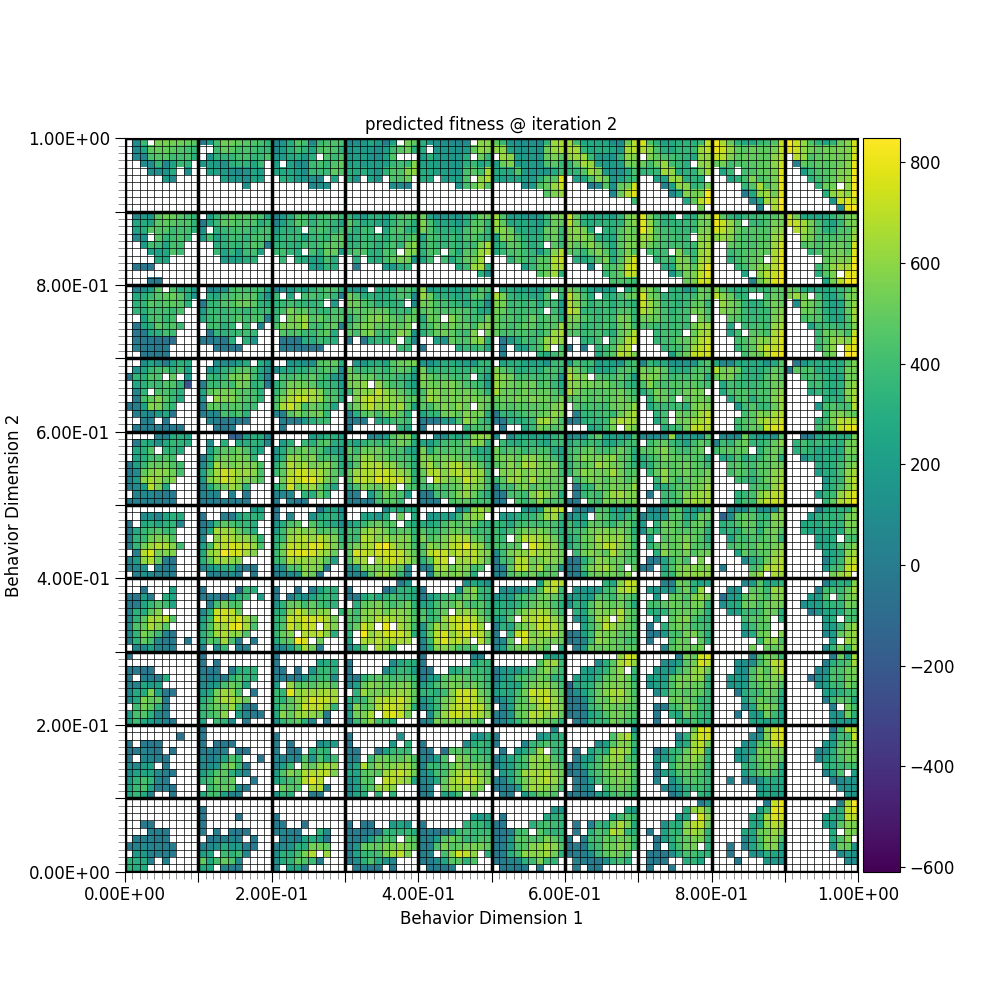 predicted fitness @ iteration 2
1.00E+00
8.00E-01
6.00E-01
4.00E-01
2.00E-01
0.00E+00
Behavior Dimension 2
0.00E+00 2.00E-01 4.00E-01 6.00E-01 8.00E-01 1.00E+00
Behavior Dimension 1
800
600
400
200
0
−200
−400
−600